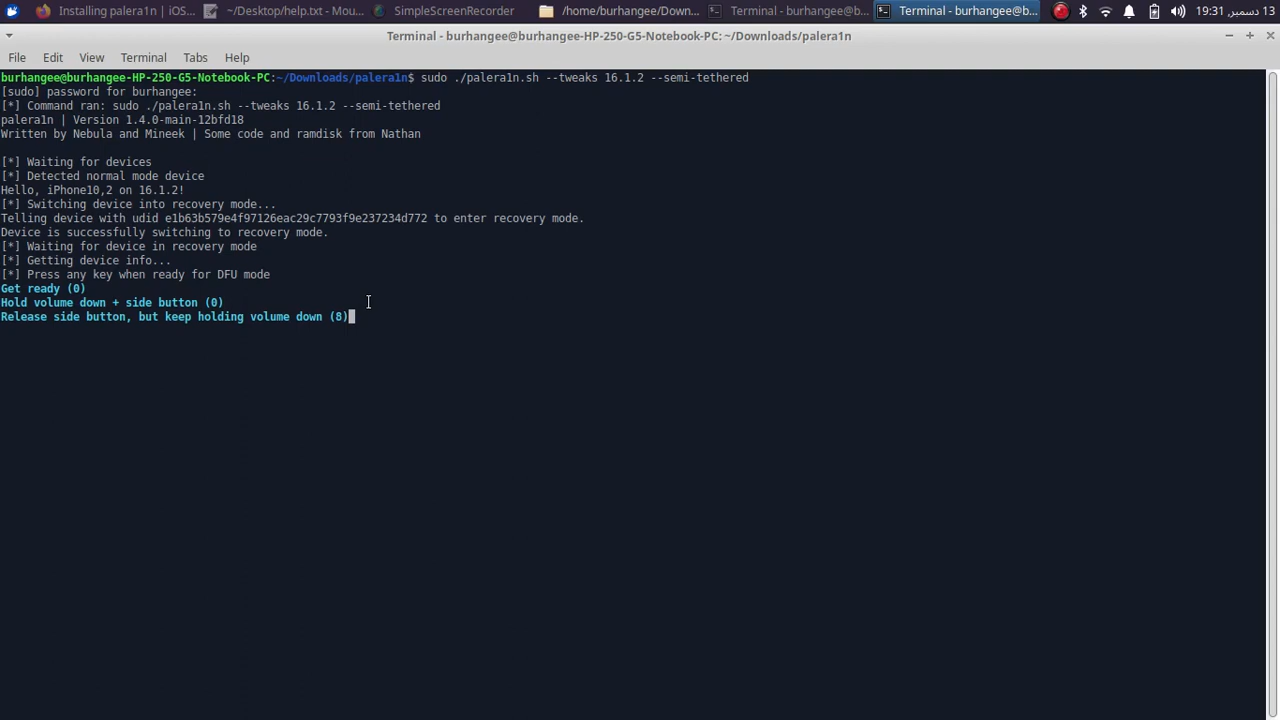 Installing palera1n | iOS...
~/Desktop/help.txt - Mou...
SimpleScreenRecorder
/home/burhangee/Down...
Terminal - burhangee@b...
Terminal - burhangee@b...
13 دسمبر, 19:31
Terminal - burhangee@burhangee-HP-250-G5-Notebook-PC: ~/Downloads/palera1n
File Edit View Terminal Tabs Help
burhangee@burhangee-HP-250-G5-Notebook-PC:~/Downloads/palera1n$ sudo ./palera1n.sh --tweaks 16.1.2 --semi-tethered
[sudo] password for burhangee:
[*] Command ran: sudo ./palera1n.sh --tweaks 16.1.2 --semi-tethered
palera1n | Version 1.4.0-main-12bfd18
Written by Nebula and Mineek | Some code and ramdisk from Nathan
[*] Waiting for devices
[*] Detected normal mode device
Hello, iPhone10,2 on 16.1.2!
[*] Switching device into recovery mode...
Telling device with udid e1b63b579e4f97126eac29c7793f9e237234d772 to enter recovery mode.
Device is successfully switching to recovery mode.
[*] Waiting for device in recovery mode
[*] Getting device info...
[*] Press any key when ready for DFU mode
Get ready (0)
Hold volume down + side button (0)
Release side button, but keep holding volume down (8)